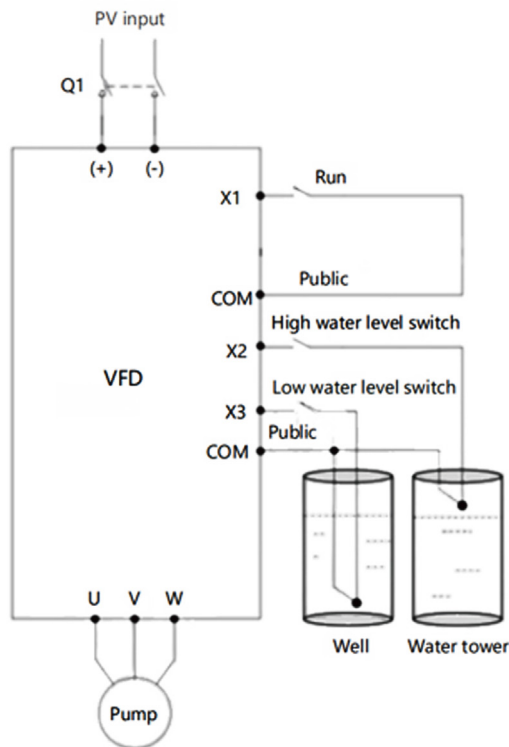 PV input
Q1
(+) (-)
X1
Run
Public
COM
High water level switch
X2
VFD
Low water level switch
X3
Public
COM
U V W
Well
Water tower
Pump